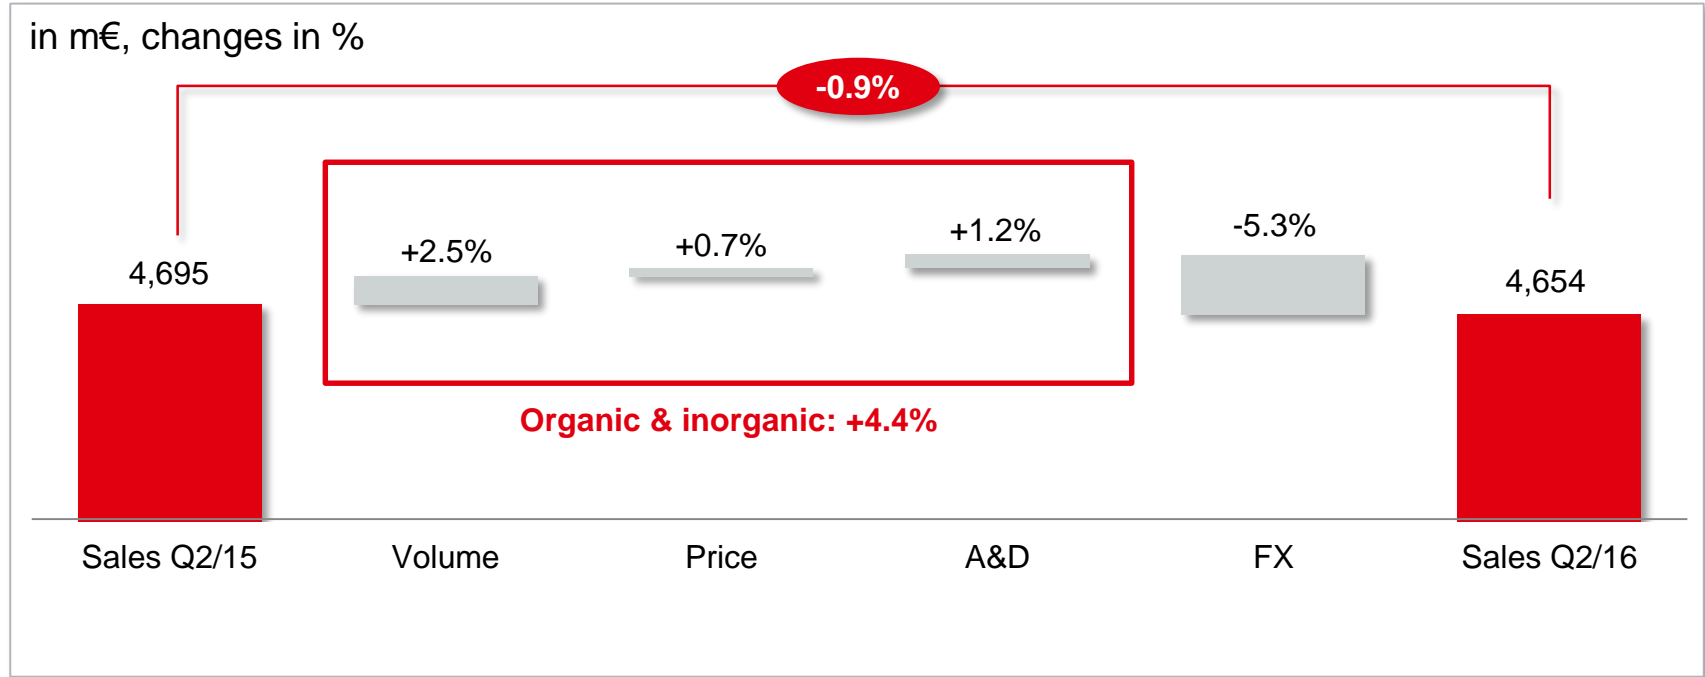 in m€, changes in %
-0.9%
4,695
+2.5%
+0.7%
+1.2%
-5.3%
4,654
Organic & inorganic: +4.4%
Sales Q2/15
Volume
Price
A&D
FX
Sales Q2/16